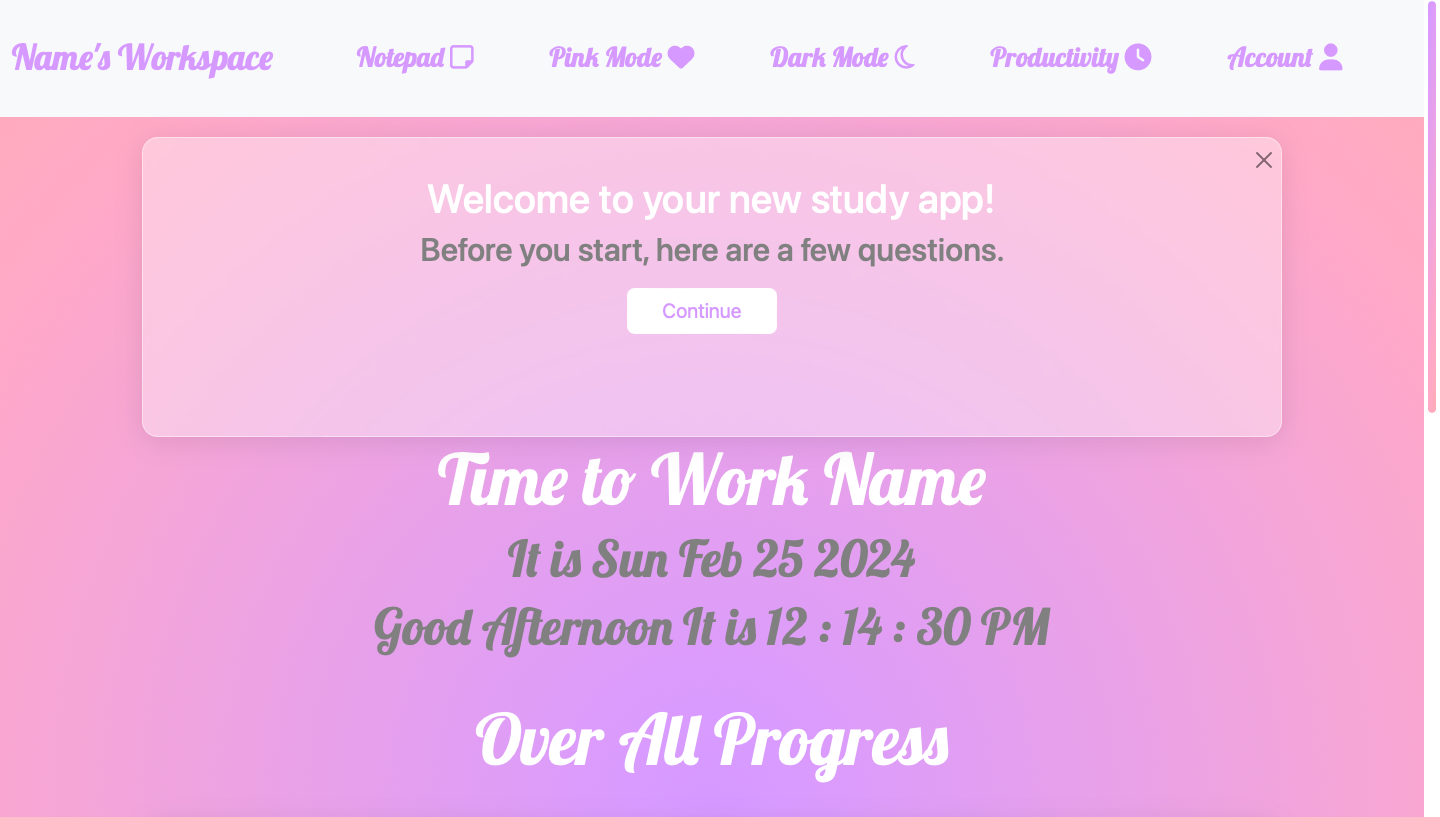 Name's Workspace Notepad Pink Mode Dark Mode Productivity Account
Welcome to your new study app!
Before you start, here are a few questions.
Continue
Time to Work Name
It is Sun Feb 25 2024
Good Afternoon It is 12 : 14 : 30 PM
Over All Progress